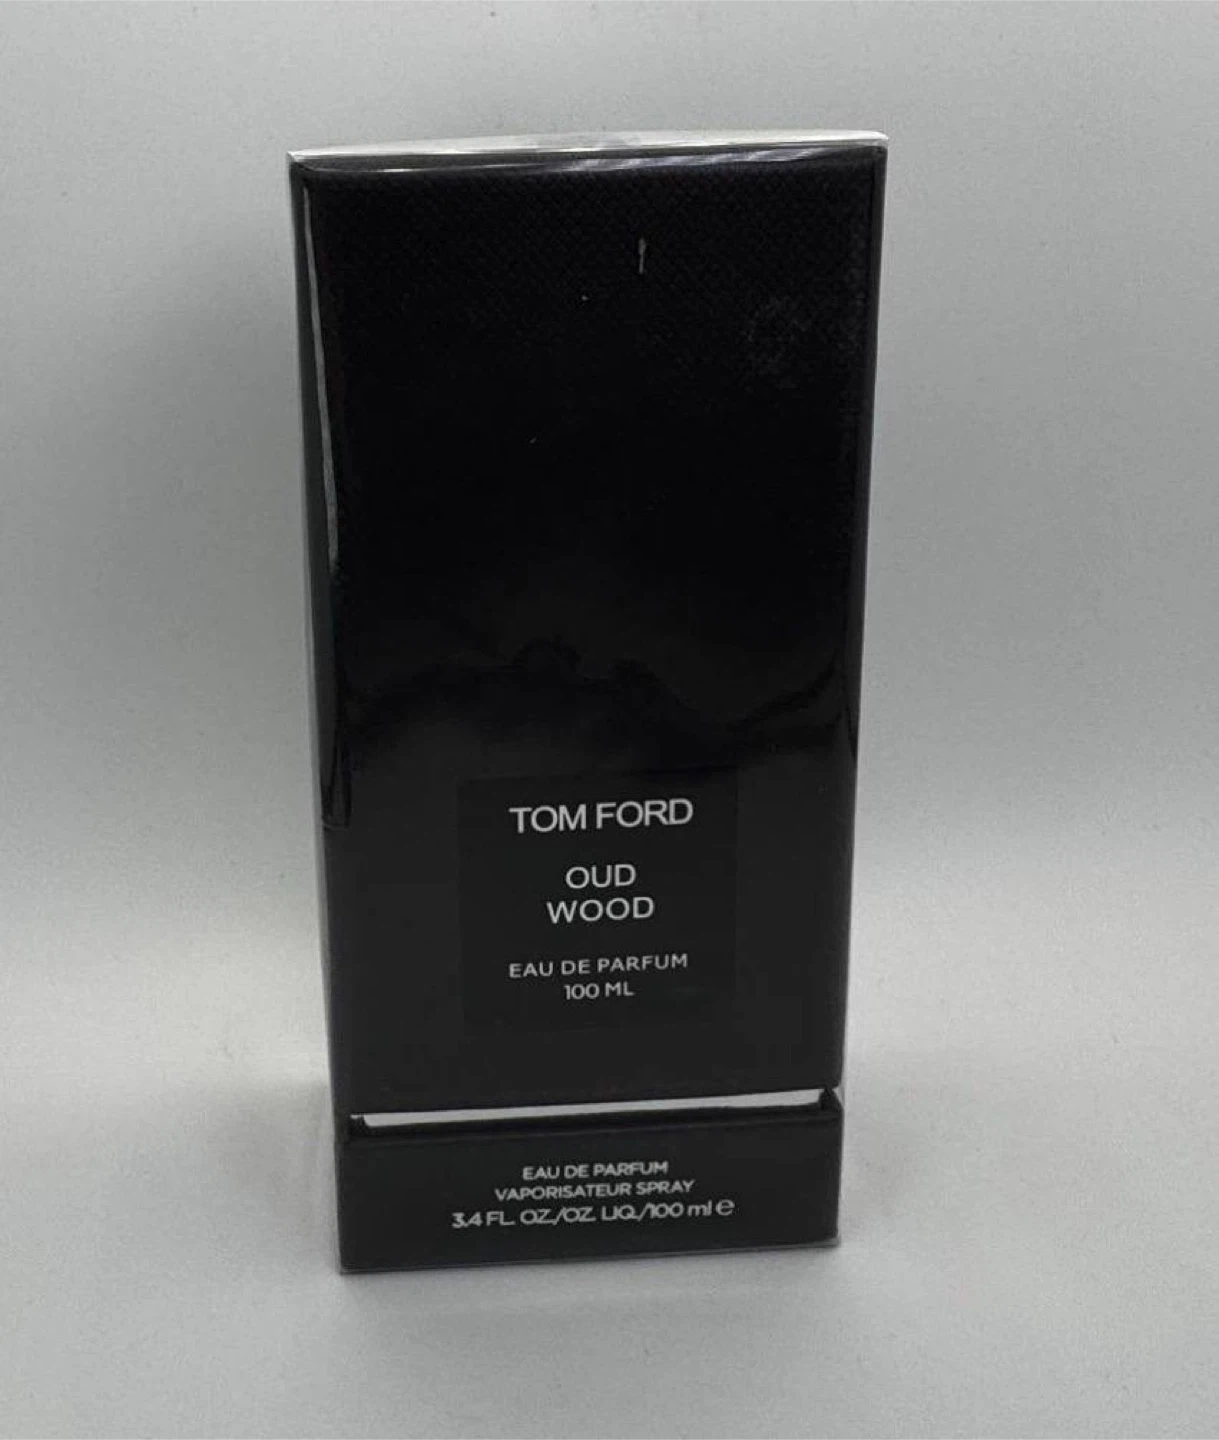 TOM FORD
OUD
WOOD
EAU DE PARFUM
100 ML
EAU DE PARFUM
VAPORISATEUR SPRAY
3.4 FL. OZ./OZ. LIQ./100 ml ℮